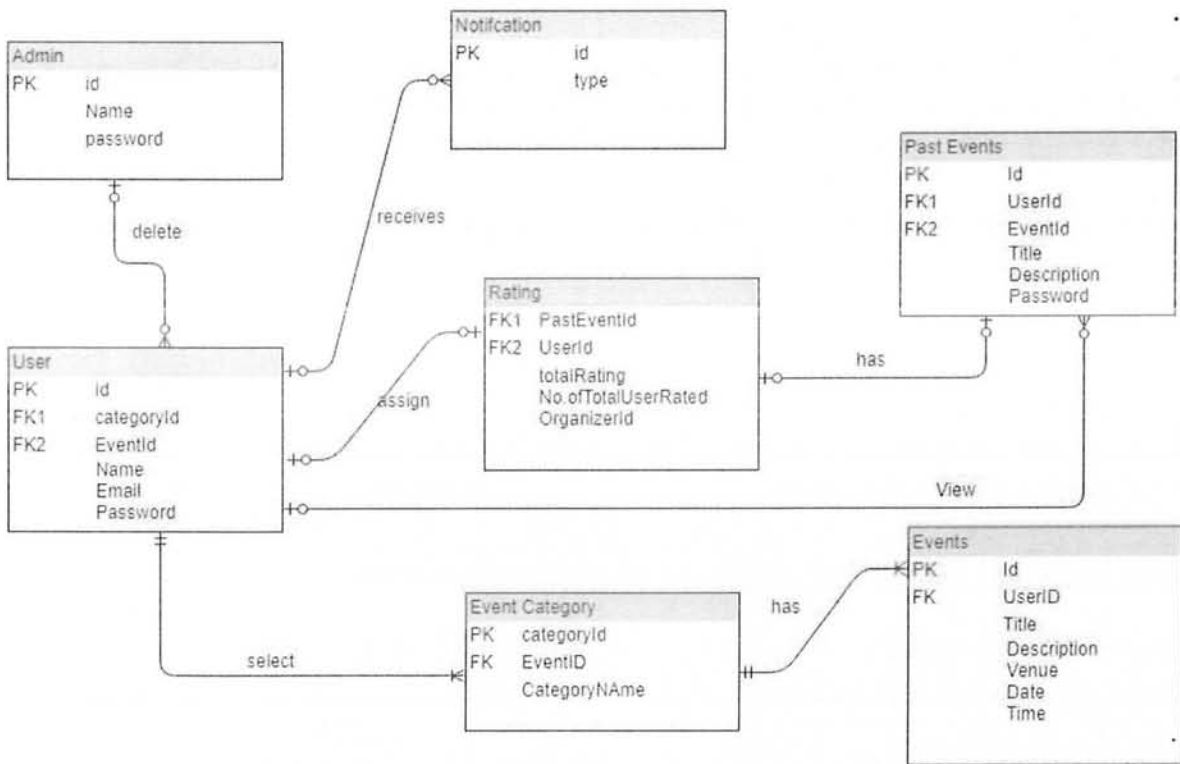 Admin
PK id
Name
password
Notifcation
PK id
type
Past Events
PK Id
FK1 UserId
FK2 EventId
Title
Description
Password
delete
receives
Rating
FK1 PastEventId
FK2 UserId
totalRating
No.ofTotalUserRated
OrganizerId
has
User
PK id
FK1 categoryId
FK2 EventId
Name
Email
Password
assign
View
Events
PK Id
FK UserID
Title
Description
Venue
Date
Time
Event Category
PK categoryId
FK EventID
CategoryNAme
has
select